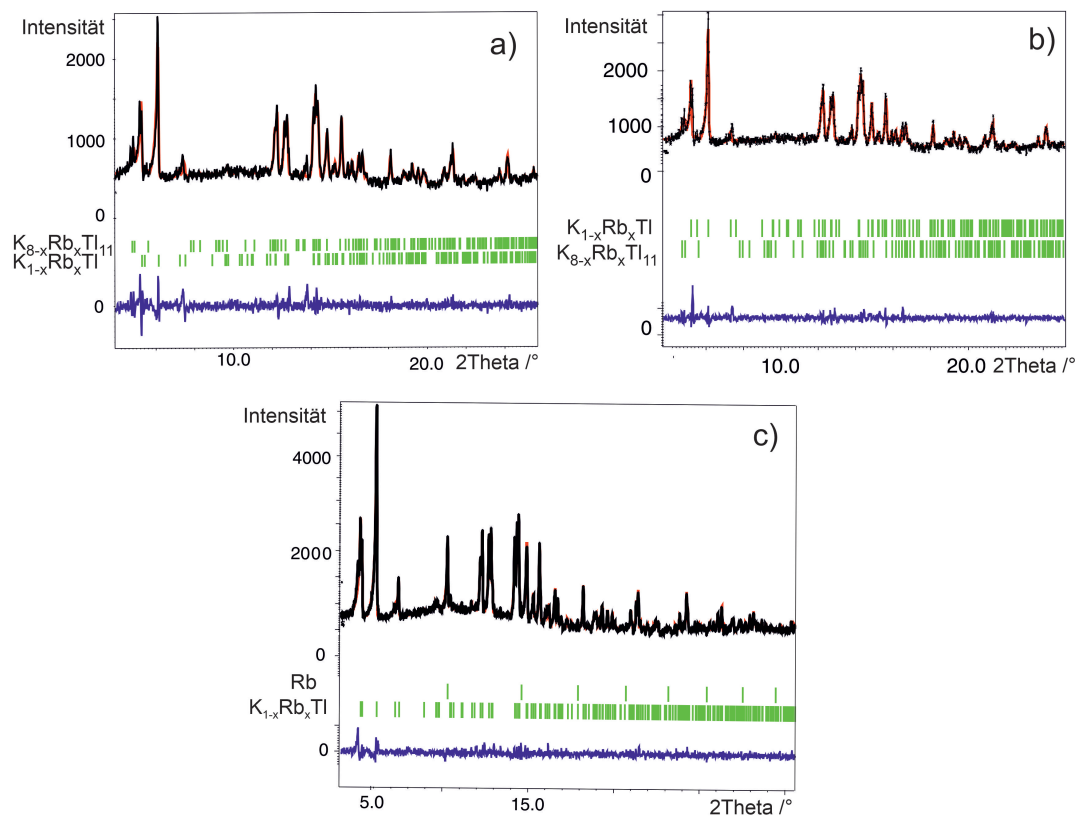 Intensität
a)
2000
1000
0
K8-xRbxTl11
K1-xRbxTl
0
10.0
20.0
2Theta /°
Intensität
b)
2000
1000
0
K1-xRbxTl
K8-xRbxTl11
0
10.0
20.0
2Theta /°
Intensität
c)
4000
2000
0
Rb
K1-xRbxTl
0
5.0
15.0
2Theta /°